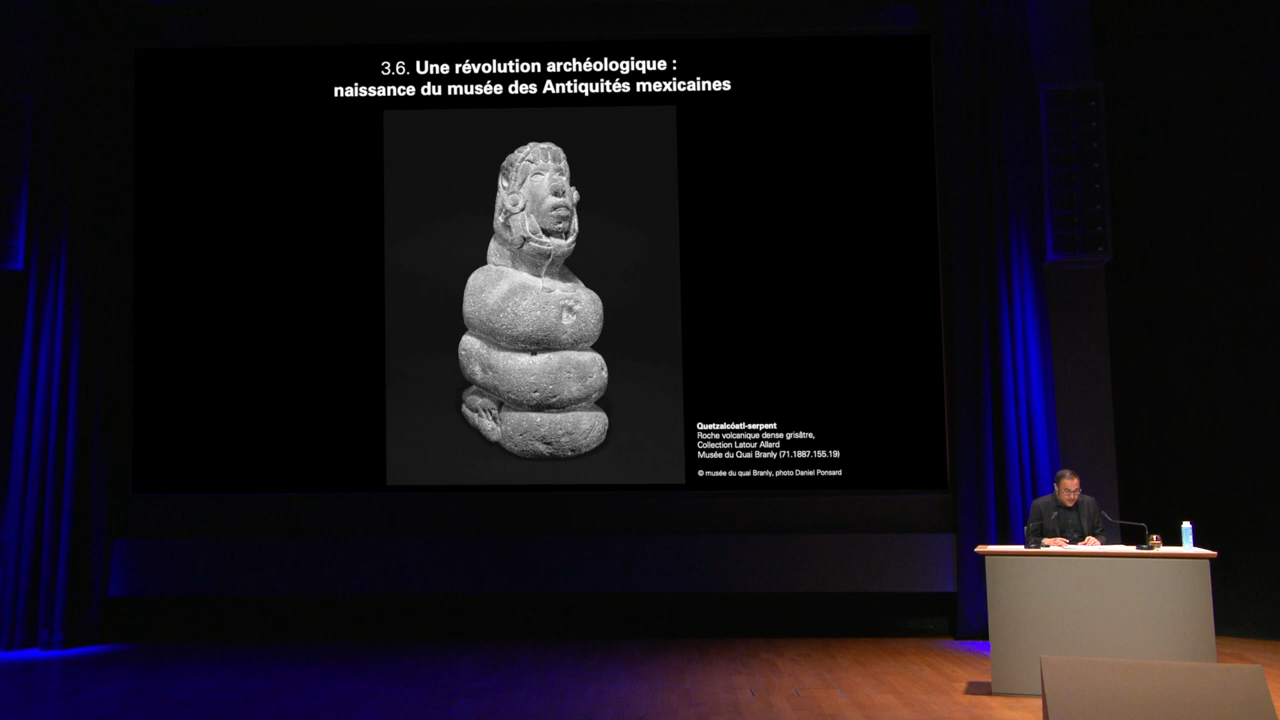 3.6. Une révolution archéologique :
naissance du musée des Antiquités mexicaines
Quetzalcóatl-serpent
Roche volcanique dense grisâtre,
Collection Latour Allard
Musée du Quai Branly (71.1887.155.19)
© musée du quai Branly, photo Daniel Ponsard